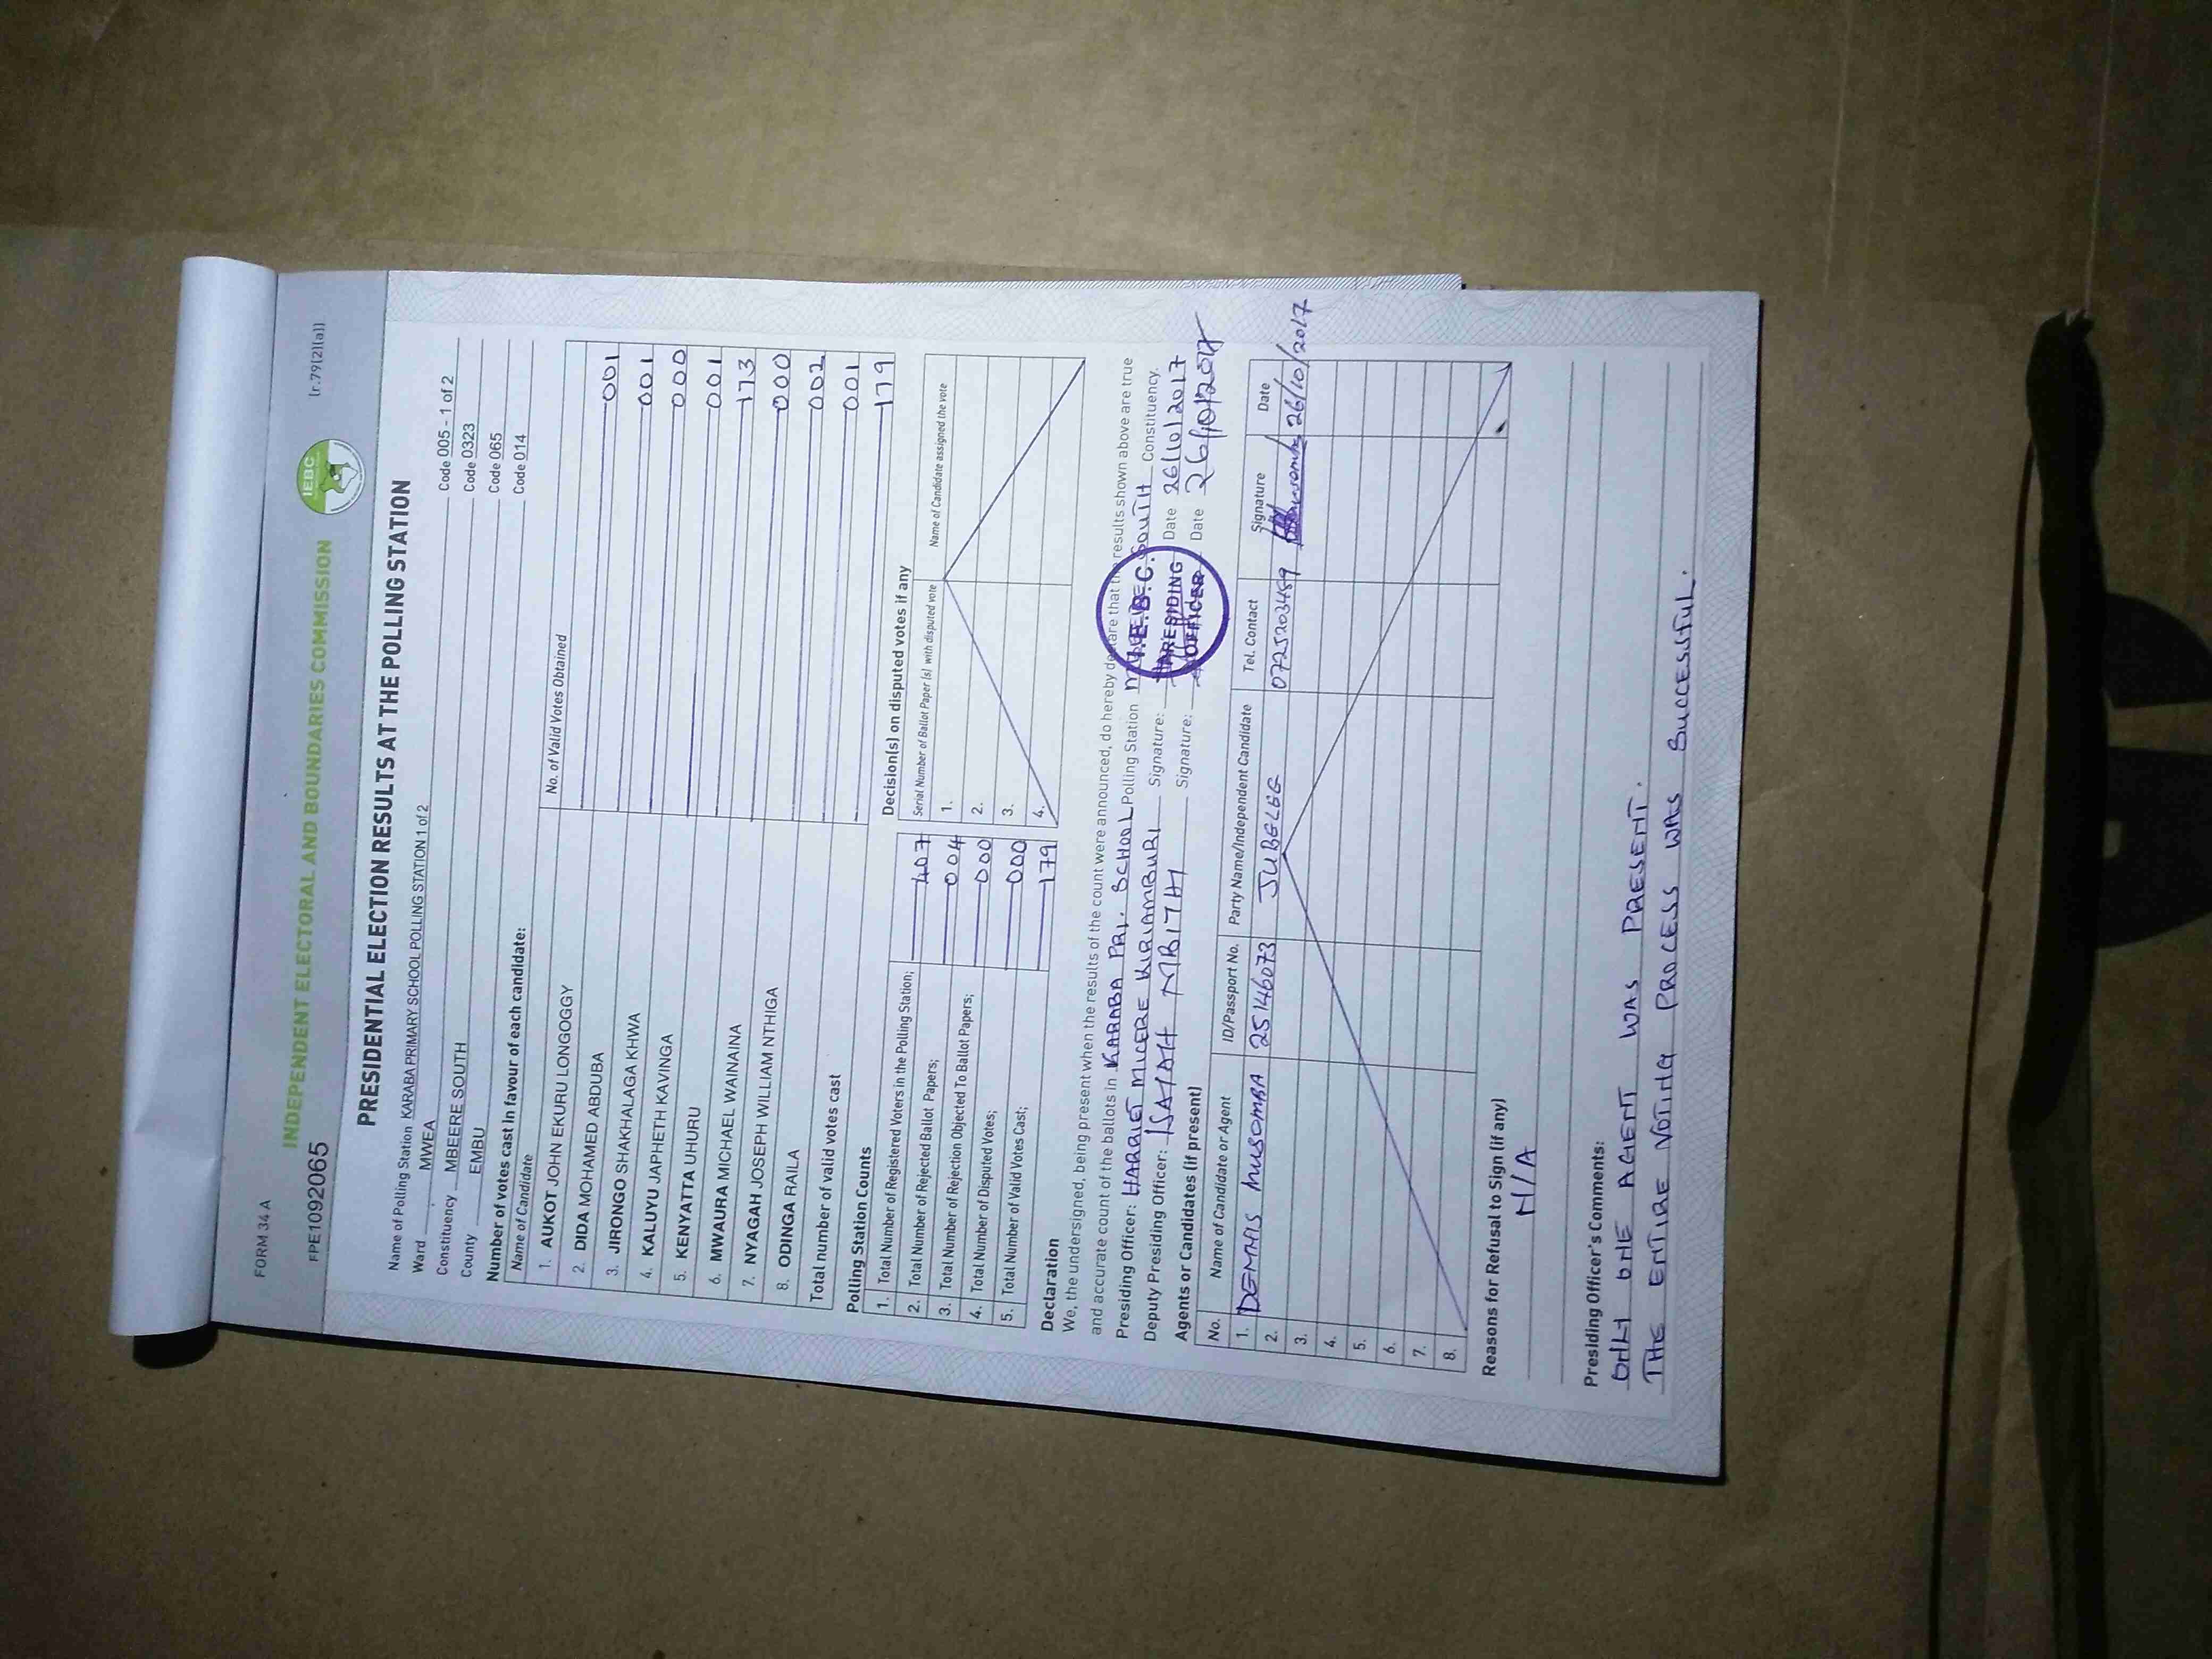 FORM 34 A
INDEPENDENT ELECTORAL AND BOUNDARIES COMMISSION
IEBC
(r.79(2)(a))
FPE1092065
PRESIDENTIAL ELECTION RESULTS AT THE POLLING STATION
Name of Polling Station KARABA PRIMARY SCHOOL POLLING STATION 1 of 2 Code 005 - 1 of 2
Ward MWEA Code 0323
Constituency MBEERE SOUTH Code 065
County EMBU Code 014
Number of votes cast in favour of each candidate:
Name of Candidate No. of Valid Votes Obtained
1. AUKOT JOHN EKURU LONGOGGY 001
2. DIDA MOHAMED ABDUBA 001
3. JIRONGO SHAKHALAGA KHWA 000
4. KALUYU JAPHETH KAVINGA 001
5. KENYATTA UHURU 173
6. MWAURA MICHAEL WAINAINA 000
7. NYAGAH JOSEPH WILLIAM NTHIGA 002
8. ODINGA RAILA 001
Total number of valid votes cast 179
Polling Station Counts
1. Total Number of Registered Voters in the Polling Station; 407
2. Total Number of Rejected Ballot Papers; 004
3. Total Number of Rejection Objected To Ballot Papers; 000
4. Total Number of Disputed Votes; 000
5. Total Number of Valid Votes Cast; 179
Decision(s) on disputed votes if any
Serial Number of Ballot Paper (s) with disputed vote Name of Candidate assigned the vote
1.
2.
3.
4.
Declaration
We, the undersigned, being present when the results of the count were announced, do hereby declare that the results shown above are true
and accurate count of the ballots in KARABA PRI. SCHOOL Polling Station MBEERE SOUTH Constituency.
Presiding Officer: HARRIET MICERE KIRIAMBURI Signature: Date 26/10/2017
Deputy Presiding Officer: ISAIAH MBITHI Signature: Date 26/10/2017
I.E.B.C.
PRESIDING
OFFICER
Agents or Candidates (if present)
No. Name of Candidate or Agent ID/Passport No. Party Name/Independent Candidate Tel. Contact Signature Date
1. DEMMAS MUSOMBA 25146073 JUBELEE 0725203459 26/10/2017
2.
3.
4.
5.
6.
7.
8.
Reasons for Refusal to Sign (if any)
N/A
Presiding Officer's Comments:
ONLY ONE AGENT WAS PRESENT.
THE ENTIRE VOTING PROCESS WAS SUCCESSFUL.